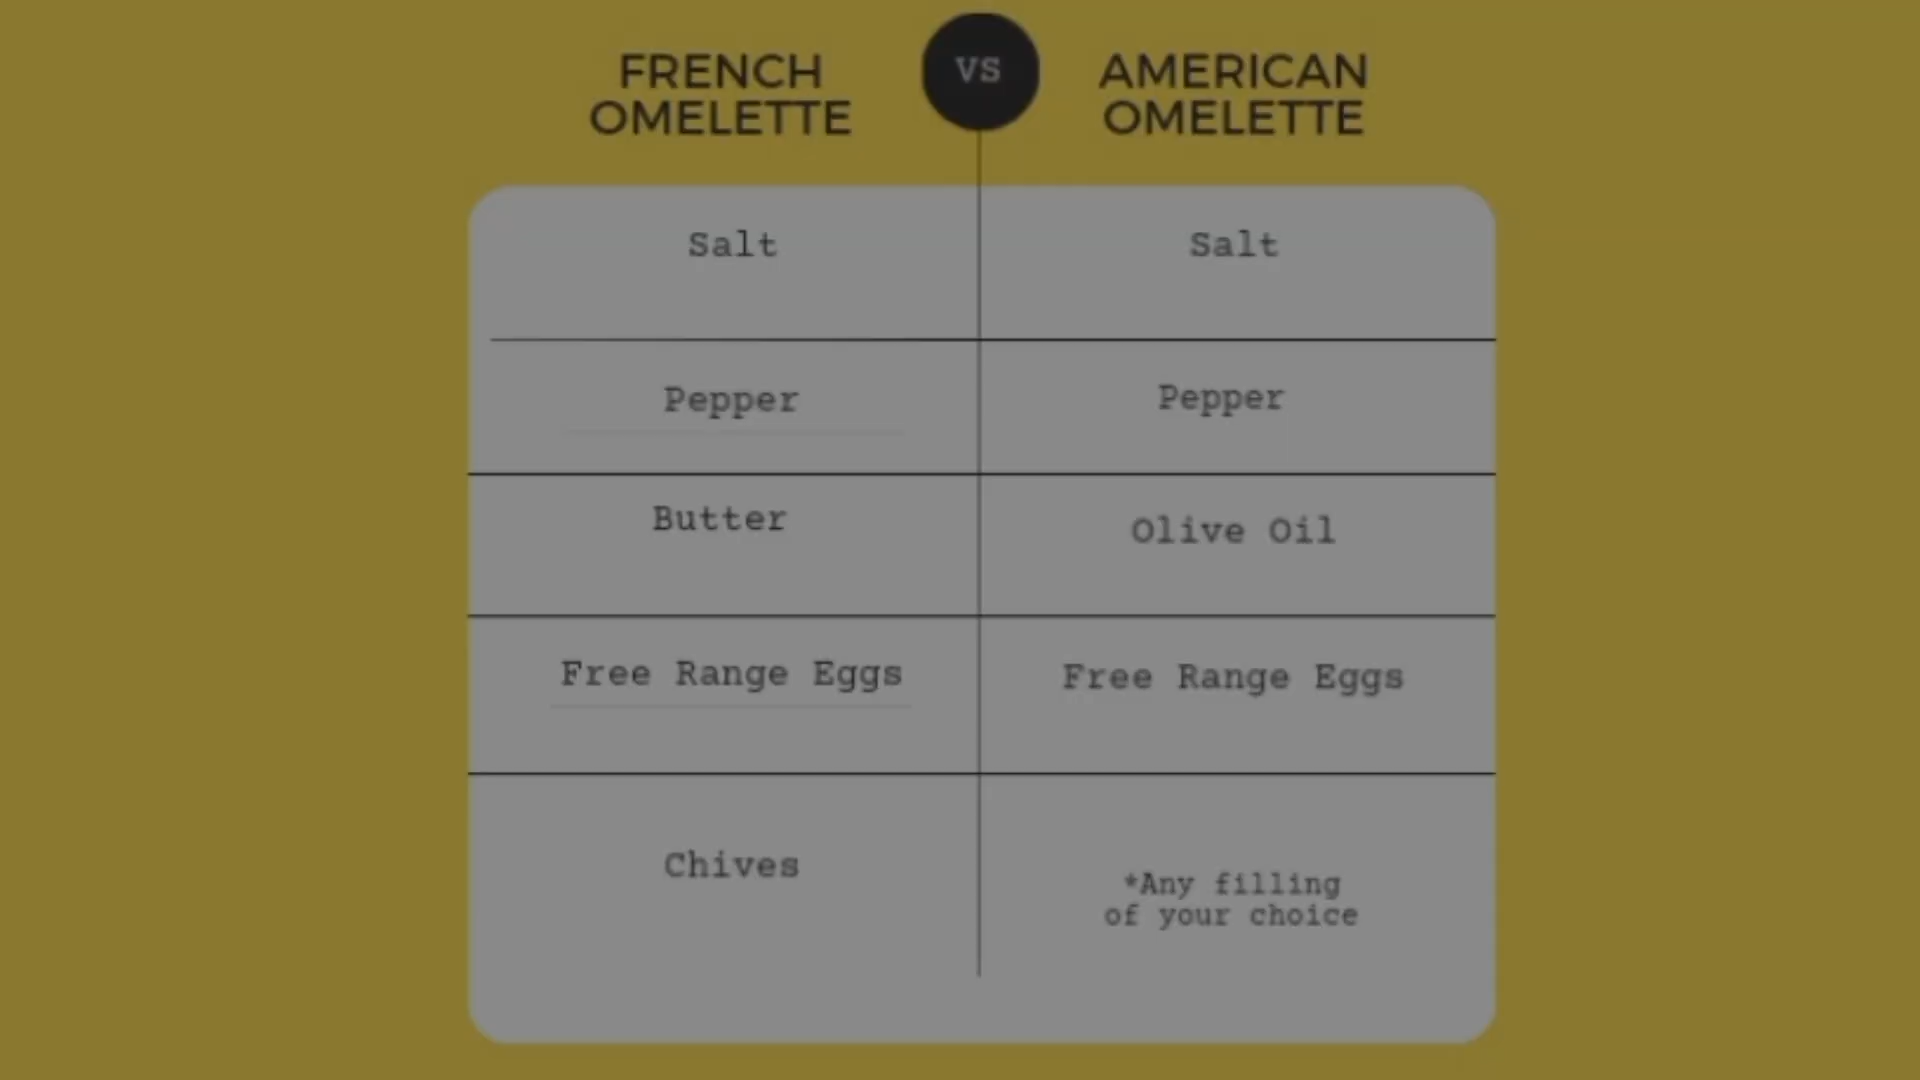 FRENCH
OMELETTE
VS
AMERICAN
OMELETTE
Salt
Salt
Pepper
Pepper
Butter
Olive Oil
Free Range Eggs
Free Range Eggs
Chives
*Any filling
of your choice